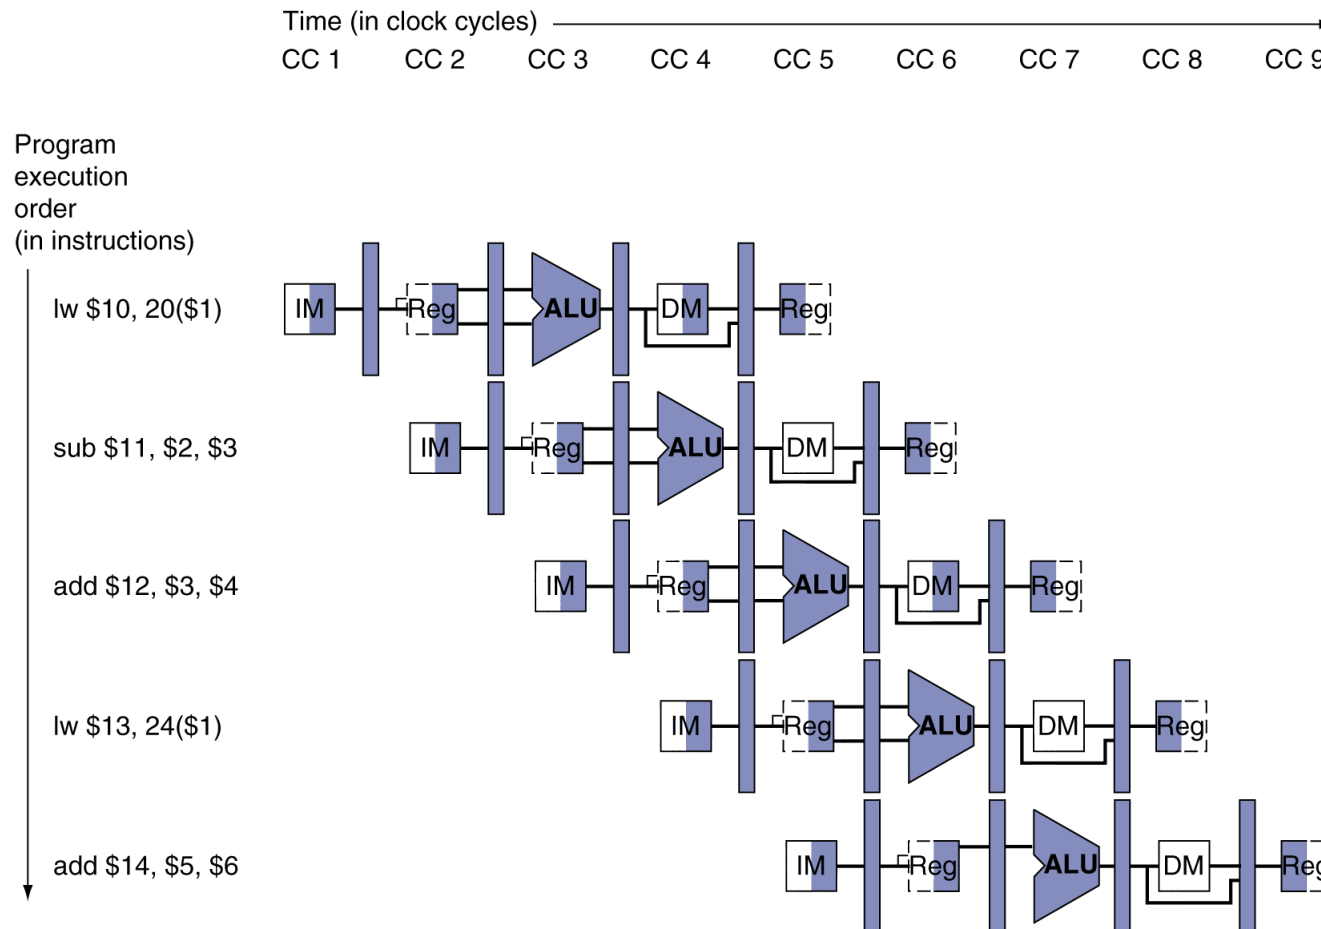 Time (in clock cycles)
CC 1 CC 2 CC 3 CC 4 CC 5 CC 6 CC 7 CC 8 CC 9
Program
execution
order
(in instructions)
lw $10, 20($1) IM Reg ALU DM Reg
sub $11, $2, $3 IM Reg ALU DM Reg
add $12, $3, $4 IM Reg ALU DM Reg
lw $13, 24($1) IM Reg ALU DM Reg
add $14, $5, $6 IM Reg ALU DM Reg